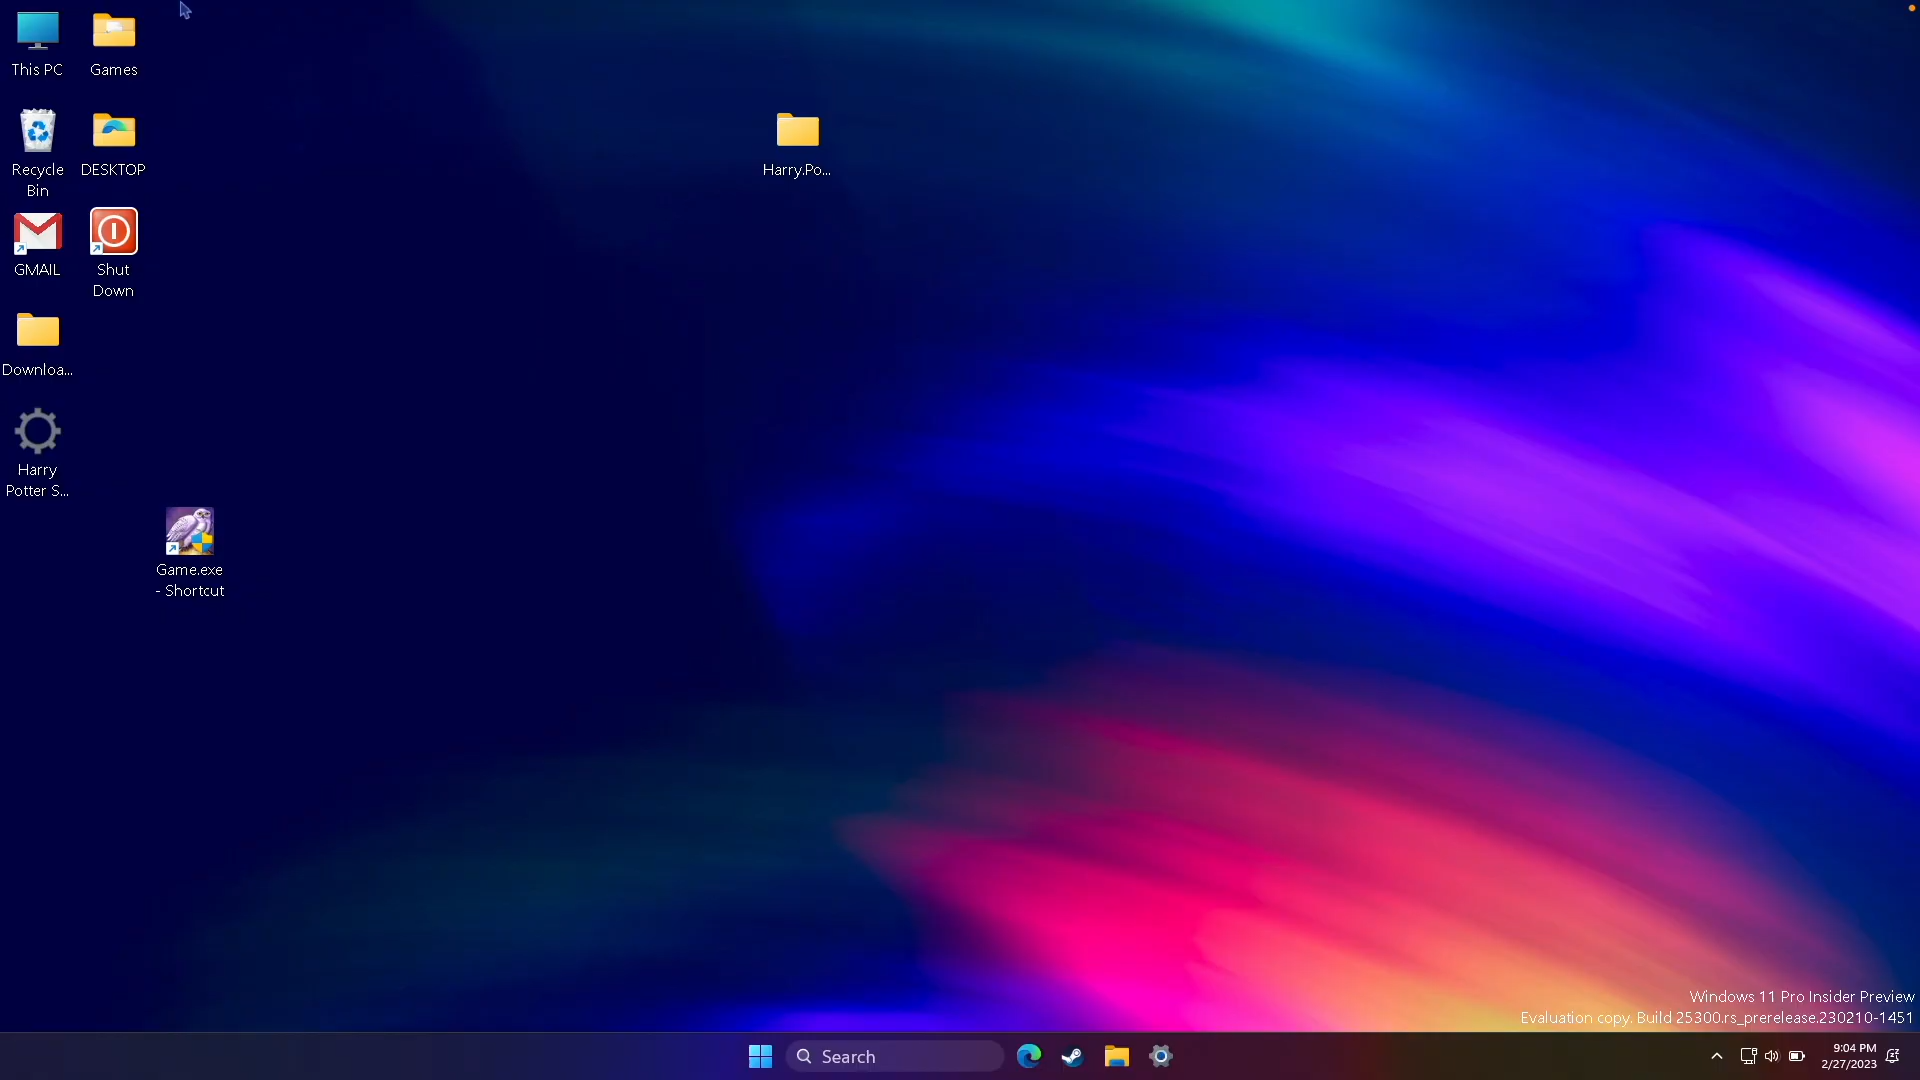 This PC
Games
Recycle
Bin
DESKTOP
Harry.Po...
GMAIL
Shut
Down
Downloa...
Harry
Potter S...
Game.exe
- Shortcut
Windows 11 Pro Insider Preview
Evaluation copy. Build 25300.rs_prerelease.230210-1451
Search
9:04 PM
2/27/2023